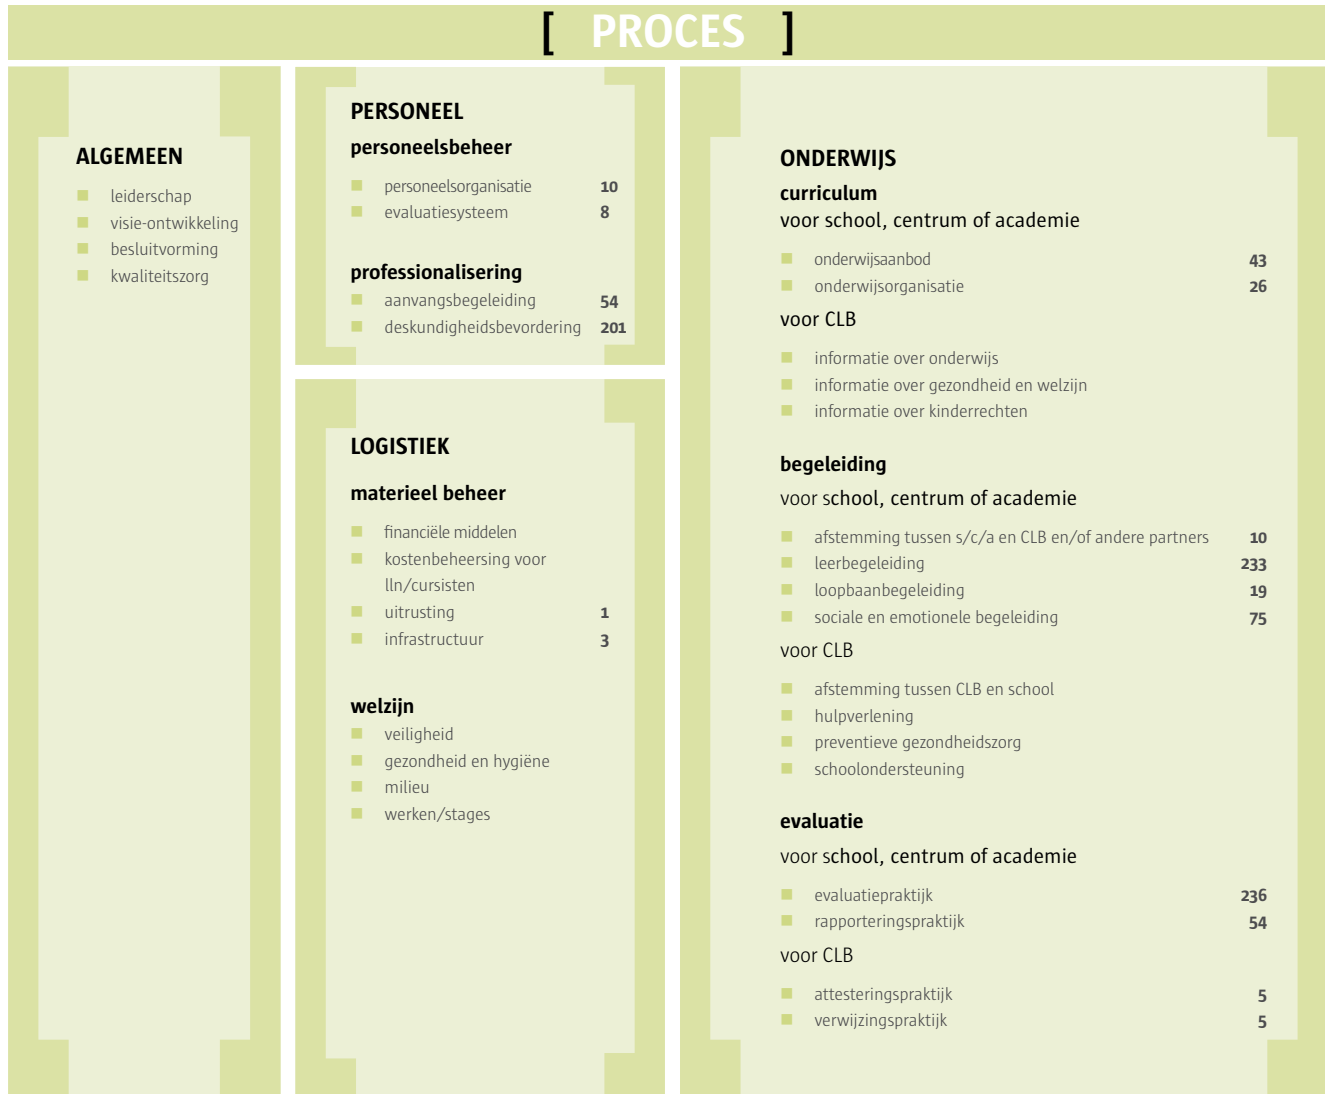 [ PROCES ]
ALGEMEEN
leiderschap
visie-ontwikkeling
besluitvorming
kwaliteitszorg
PERSONEEL
personeelsbeheer
personeelsorganisatie 10
evaluatiesysteem 8
professionalisering
aanvangsbegeleiding 54
deskundigheidsbevordering 201
LOGISTIEK
materieel beheer
financiële middelen
kostenbeheersing voor
lln/cursisten
uitrusting 1
infrastructuur 3
welzijn
veiligheid
gezondheid en hygiëne
milieu
werken/stages
ONDERWIJS
curriculum
voor school, centrum of academie
onderwijsaanbod 43
onderwijsorganisatie 26
voor CLB
informatie over onderwijs
informatie over gezondheid en welzijn
informatie over kinderrechten
begeleiding
voor school, centrum of academie
afstemming tussen s/c/a en CLB en/of andere partners 10
leerbegeleiding 233
loopbaanbegeleiding 19
sociale en emotionele begeleiding 75
voor CLB
afstemming tussen CLB en school
hulpverlening
preventieve gezondheidszorg
schoolondersteuning
evaluatie
voor school, centrum of academie
evaluatiepraktijk 236
rapporteringspraktijk 54
voor CLB
attesteringspraktijk 5
verwijzingspraktijk 5